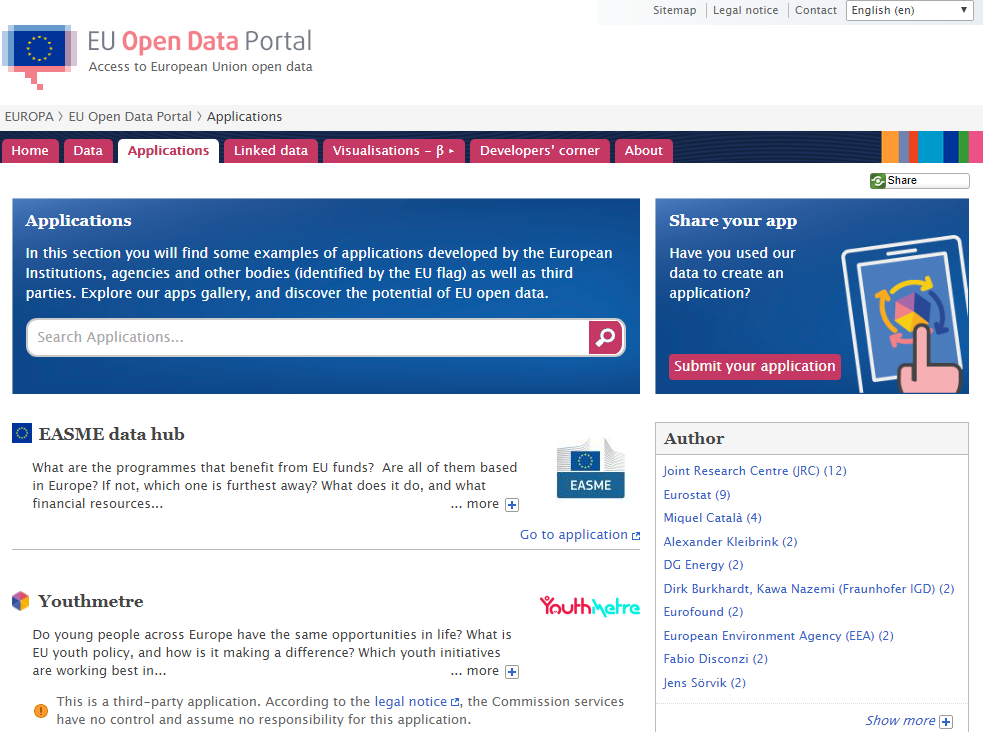 Sitemap Legal notice Contact English (en)
EU Open Data Portal
Access to European Union open data
EUROPA > EU Open Data Portal > Applications
Home Data Applications Linked data Visualisations - β Developers' corner About
Share
Applications
In this section you will find some examples of applications developed by the European
Institutions, agencies and other bodies (identified by the EU flag) as well as third
parties. Explore our apps gallery, and discover the potential of EU open data.
Search Applications...
Share your app
Have you used our
data to create an
application?
Submit your application
EASME data hub
What are the programmes that benefit from EU funds?  Are all of them based
in Europe? If not, which one is furthest away? What does it do, and what
financial resources...
... more
EASME
Go to application
Youthmetre
Youthmetre
Do young people across Europe have the same opportunities in life? What is
EU youth policy, and how is it making a difference? Which youth initiatives
are working best in...
... more
This is a third-party application. According to the legal notice, the Commission services
have no control and assume no responsibility for this application.
Author
Joint Research Centre (JRC) (12)
Eurostat (9)
Miquel Català (4)
Alexander Kleibrink (2)
DG Energy (2)
Dirk Burkhardt, Kawa Nazemi (Fraunhofer IGD) (2)
Eurofound (2)
European Environment Agency (EEA) (2)
Fabio Disconzi (2)
Jens Sörvik (2)
Show more